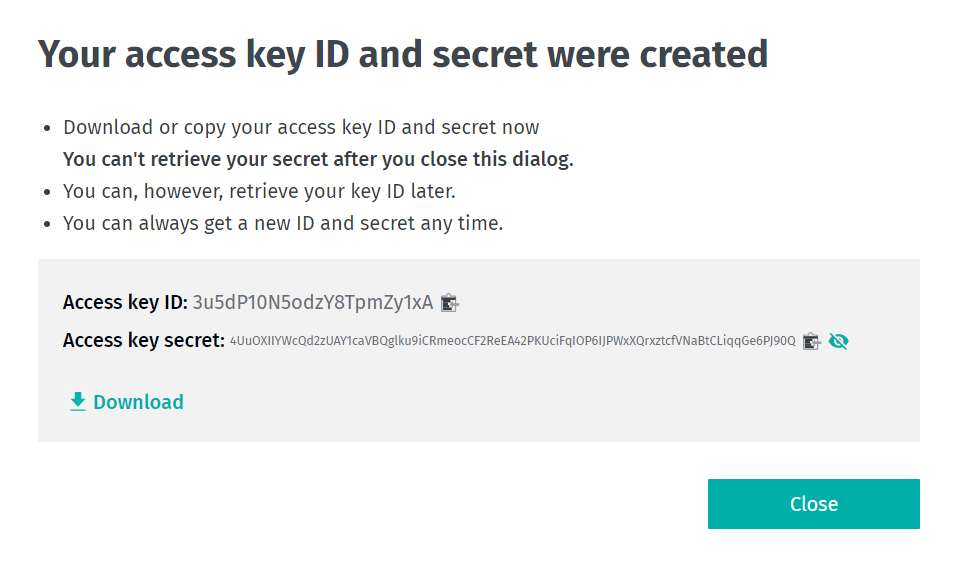 Your access key ID and secret were created
Download or copy your access key ID and secret now
You can't retrieve your secret after you close this dialog.
You can, however, retrieve your key ID later.
You can always get a new ID and secret any time.
Access key ID: 3u5dP10N5odzY8TpmZy1xA
Access key secret: 4UuOXIIYWcQd2zUAY1caVBQglku9iCRmeocCF2ReEA42PKUciFqIOP6IJPWxXQrxztcfVNaBtCLiqqGe6PJ90Q
Download
Close